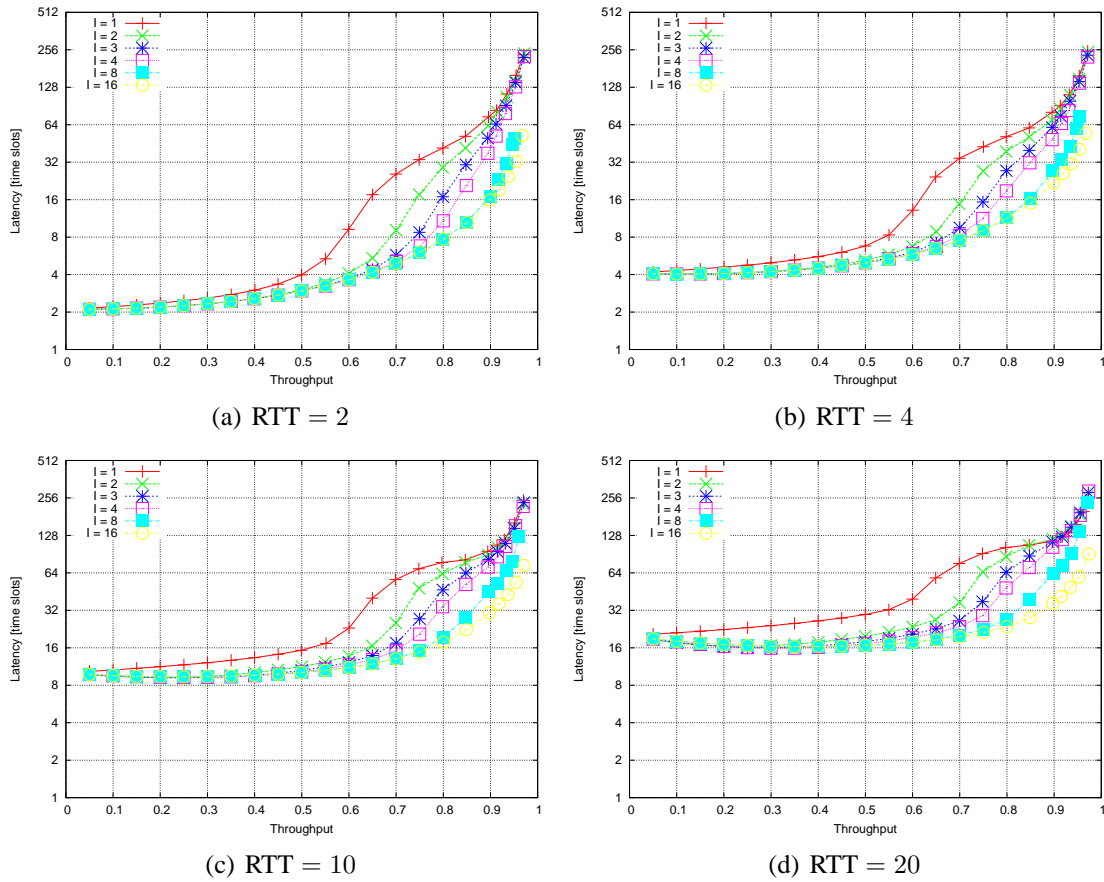 512
256
128
64
32
16
8
4
2
1
Latency [time slots]
l = 1
l = 2
l = 3
l = 4
l = 8
l = 16
0 0.1 0.2 0.3 0.4 0.5 0.6 0.7 0.8 0.9 1
Throughput
(a) RTT = 2
512
256
128
64
32
16
8
4
2
1
Latency [time slots]
l = 1
l = 2
l = 3
l = 4
l = 8
l = 16
0 0.1 0.2 0.3 0.4 0.5 0.6 0.7 0.8 0.9 1
Throughput
(b) RTT = 4
512
256
128
64
32
16
8
4
2
1
Latency [time slots]
l = 1
l = 2
l = 3
l = 4
l = 8
l = 16
0 0.1 0.2 0.3 0.4 0.5 0.6 0.7 0.8 0.9 1
Throughput
(c) RTT = 10
512
256
128
64
32
16
8
4
2
1
Latency [time slots]
l = 1
l = 2
l = 3
l = 4
l = 8
l = 16
0 0.1 0.2 0.3 0.4 0.5 0.6 0.7 0.8 0.9 1
Throughput
(d) RTT = 20